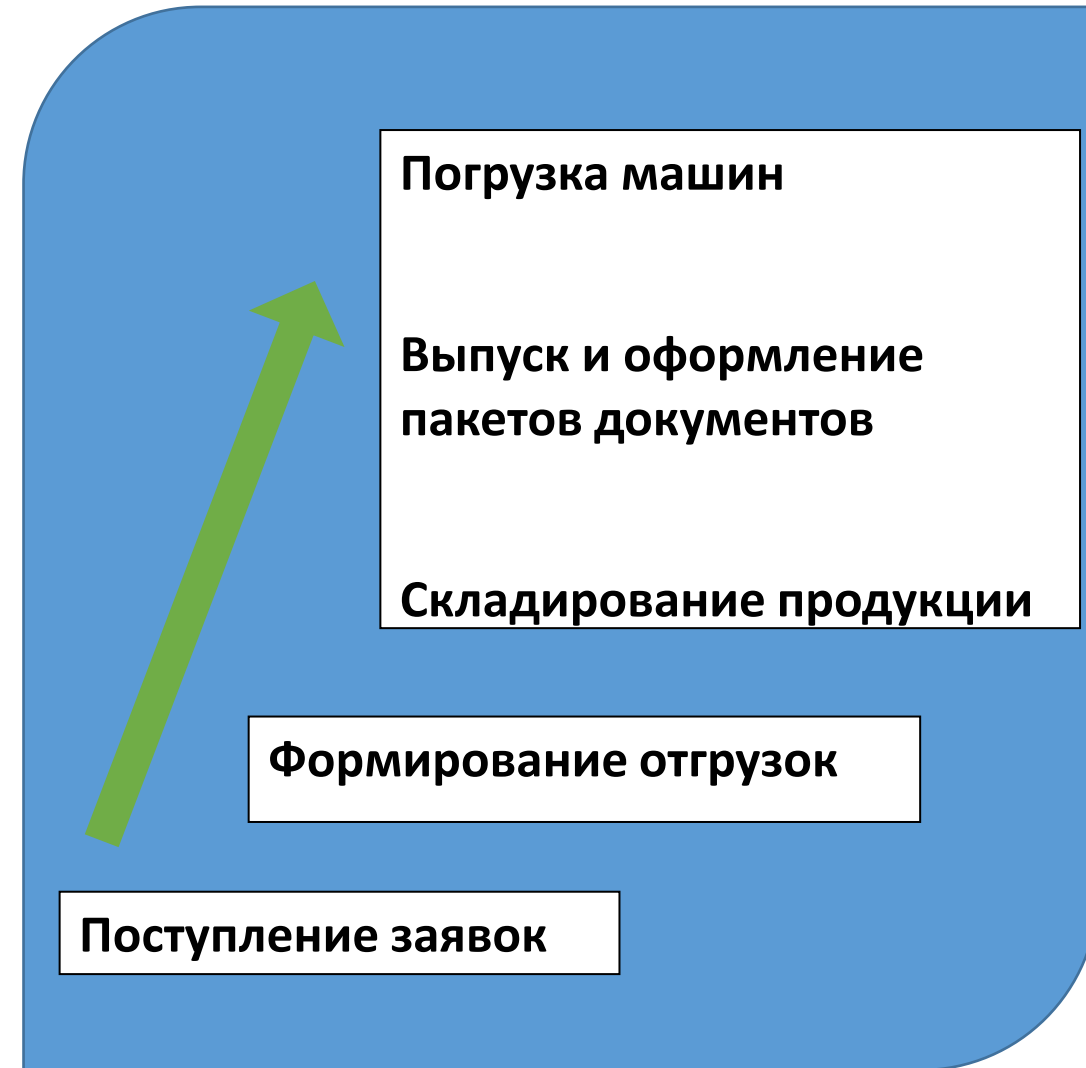 Погрузка машин
Выпуск и оформление
пакетов документов
Складирование продукции
Формирование отгрузок
Поступление заявок